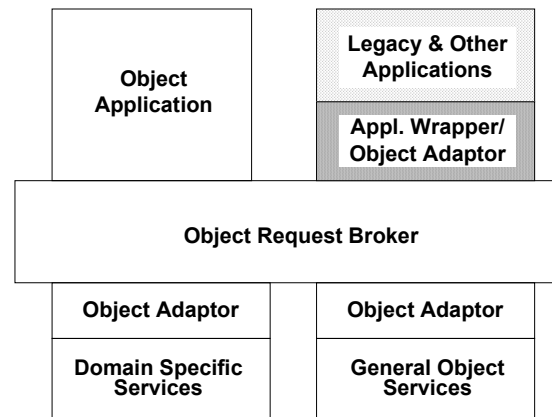 Object
Application
Legacy & Other
Applications
Appl. Wrapper/
Object Adaptor
Object Request Broker
Object Adaptor
Object Adaptor
Domain Specific
Services
General Object
Services